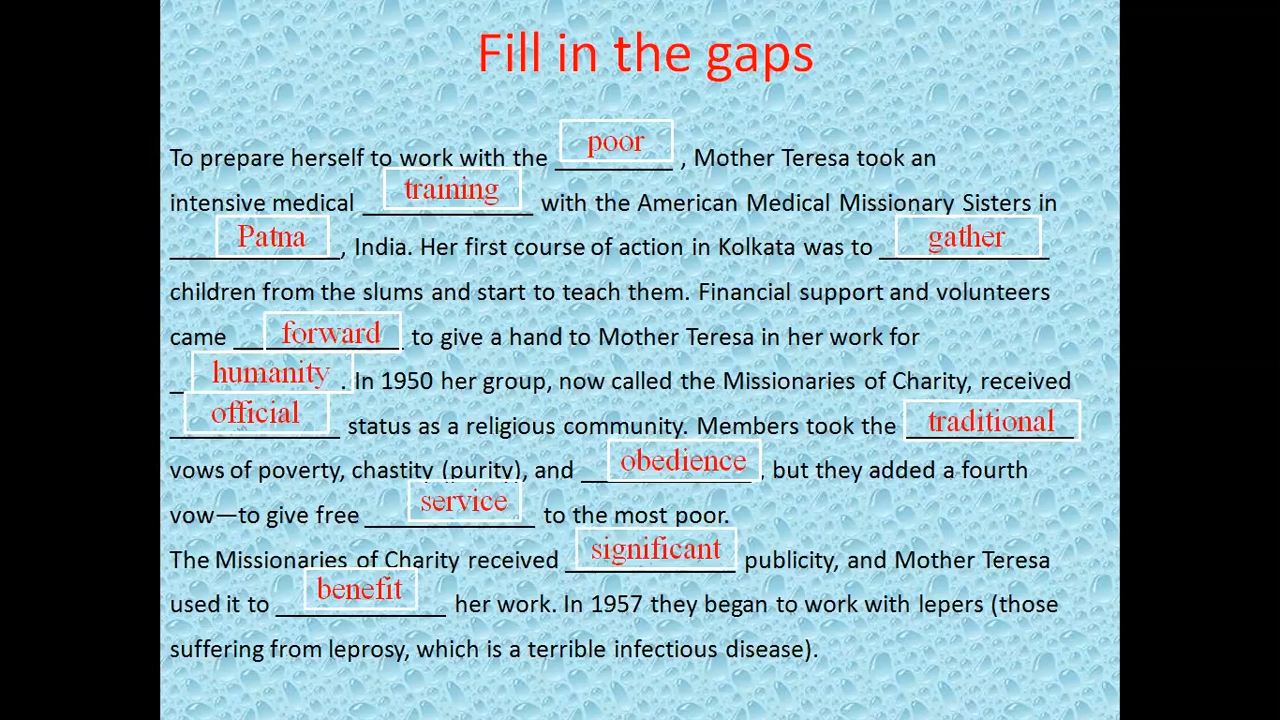 Fill in the gaps
To prepare herself to work with the poor , Mother Teresa took an
intensive medical training with the American Medical Missionary Sisters in
Patna , India. Her first course of action in Kolkata was to gather
children from the slums and start to teach them. Financial support and volunteers
came forward to give a hand to Mother Teresa in her work for
humanity . In 1950 her group, now called the Missionaries of Charity, received
official status as a religious community. Members took the traditional
vows of poverty, chastity (purity), and obedience , but they added a fourth
vow—to give free service to the most poor.
The Missionaries of Charity received significant publicity, and Mother Teresa
used it to benefit her work. In 1957 they began to work with lepers (those
suffering from leprosy, which is a terrible infectious disease).